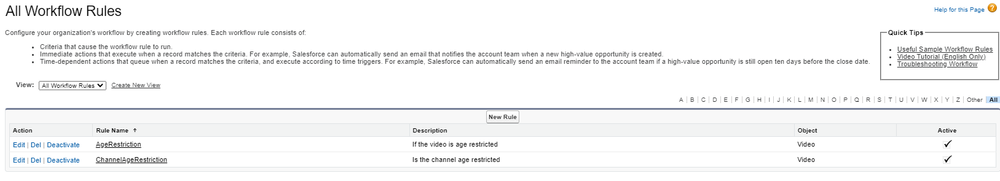 All Workflow Rules
Help for this Page ?
Configure your organization's workflow by creating workflow rules. Each workflow rule consists of:
• Criteria that cause the workflow rule to run.
• Immediate actions that execute when a record matches the criteria. For example, Salesforce can automatically send an email that notifies the account team when a new high-value opportunity is created.
• Time-dependent actions that queue when a record matches the criteria, and execute according to time triggers. For example, Salesforce can automatically send an email reminder to the account team if a high-value opportunity is still open ten days before the close date.
Quick Tips
• Useful Sample Workflow Rules
• Video Tutorial (English Only)
• Troubleshooting Workflow
View: All Workflow Rules Create New View
A | B | C | D | E | F | G | H | I | J | K | L | M | N | O | P | Q | R | S | T | U | V | W | X | Y | Z | Other | All
New Rule
Action Rule Name ↑ Description Object Active
Edit | Del | Deactivate AgeRestriction If the video is age restricted Video ✓
Edit | Del | Deactivate ChannelAgeRestriction Is the channel age restricted Video ✓